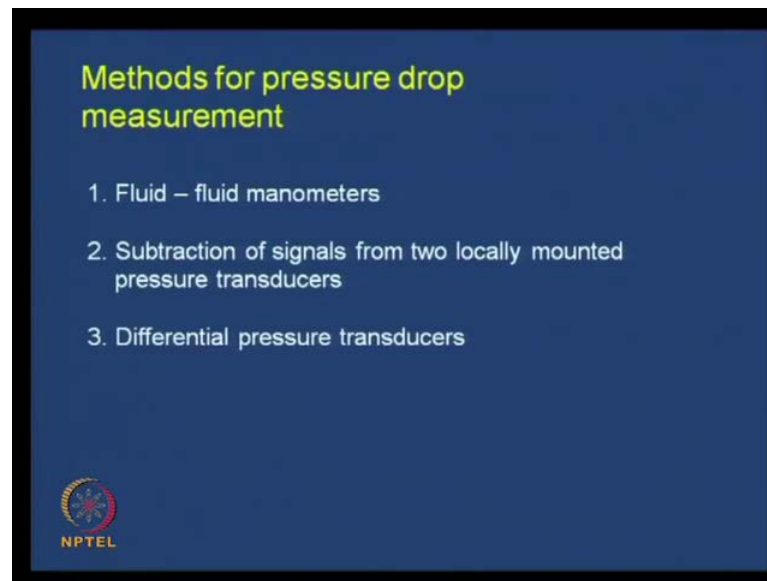 Methods for pressure drop
measurement
1. Fluid – fluid manometers
2. Subtraction of signals from two locally mounted
pressure transducers
3. Differential pressure transducers
NPTEL